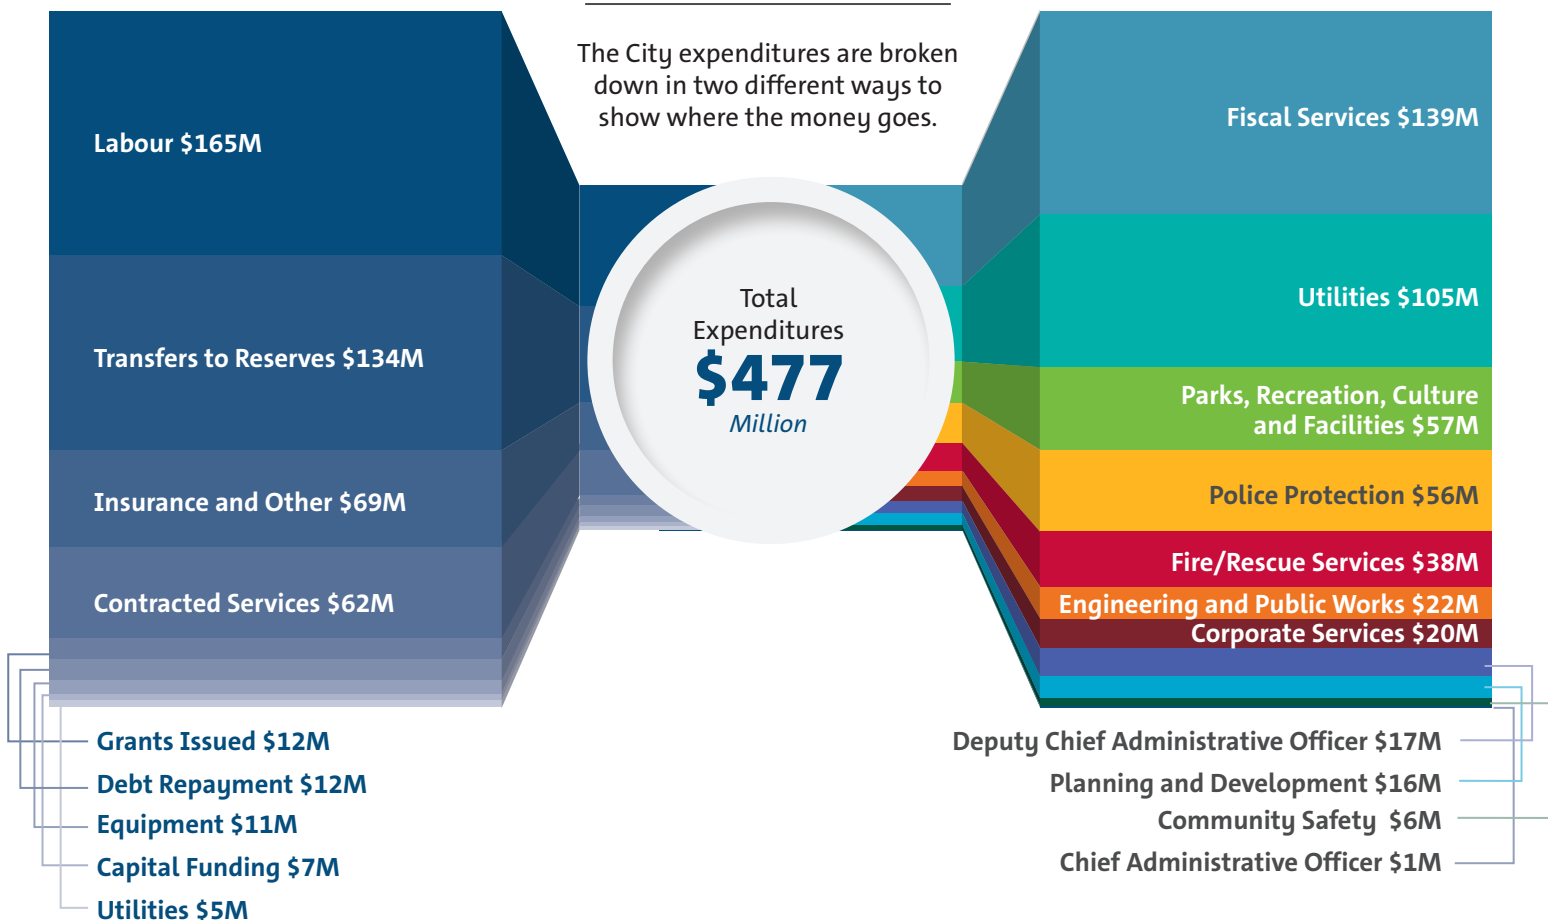 The City expenditures are broken
down in two different ways to
show where the money goes.
Labour $165M
Transfers to Reserves $134M
Insurance and Other $69M
Contracted Services $62M
Grants Issued $12M
Debt Repayment $12M
Equipment $11M
Capital Funding $7M
Utilities $5M
Total
Expenditures
$477
Million
Fiscal Services $139M
Utilities $105M
Parks, Recreation, Culture
and Facilities $57M
Police Protection $56M
Fire/Rescue Services $38M
Engineering and Public Works $22M
Corporate Services $20M
Deputy Chief Administrative Officer $17M
Planning and Development $16M
Community Safety $6M
Chief Administrative Officer $1M